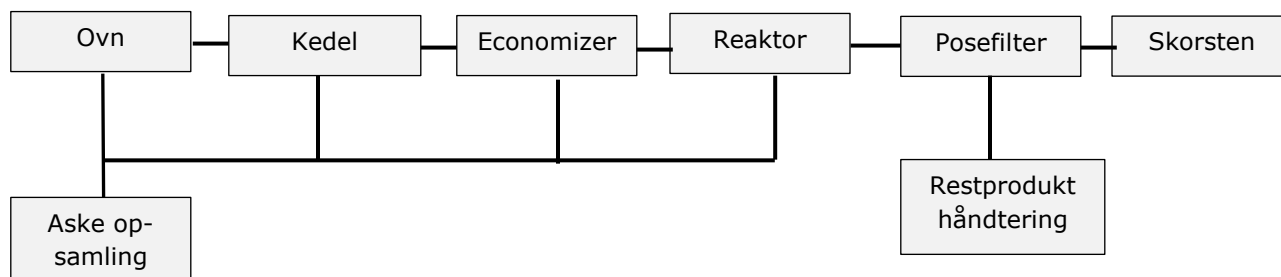 Ovn
Kedel
Economizer
Reaktor
Posefilter
Skorsten
Aske op-
samling
Restprodukt
håndtering